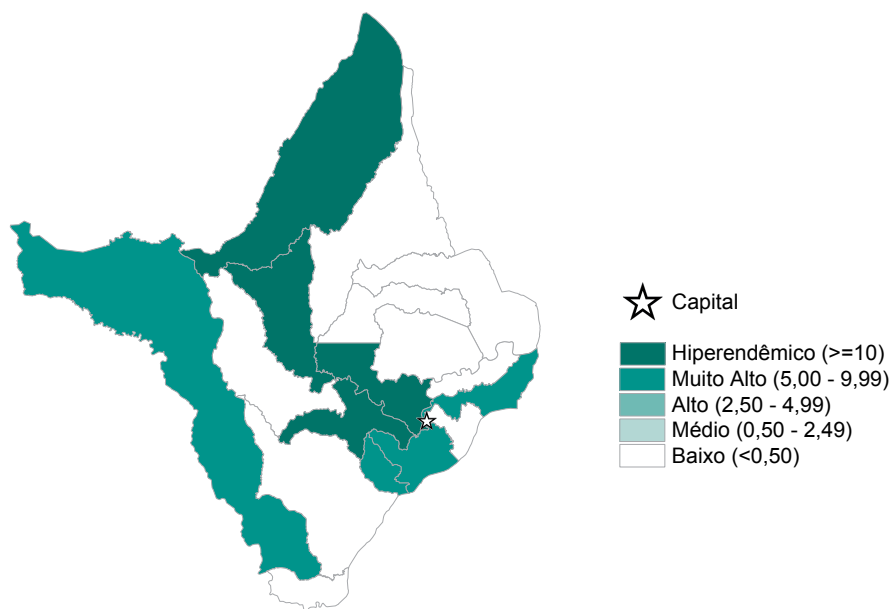 Capital
Hiperendêmico (>=10)
Muito Alto (5,00 - 9,99)
Alto (2,50 - 4,99)
Médio (0,50 - 2,49)
Baixo (<0,50)